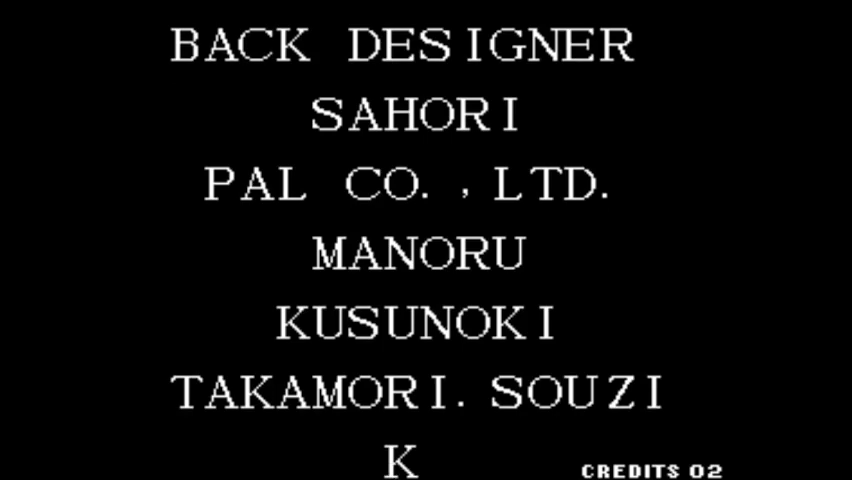 BACK DESIGNER
SAHORI
PAL CO.,LTD.
MANORU
KUSUNOKI
TAKAMORI.SOUZI
K
CREDITS 02